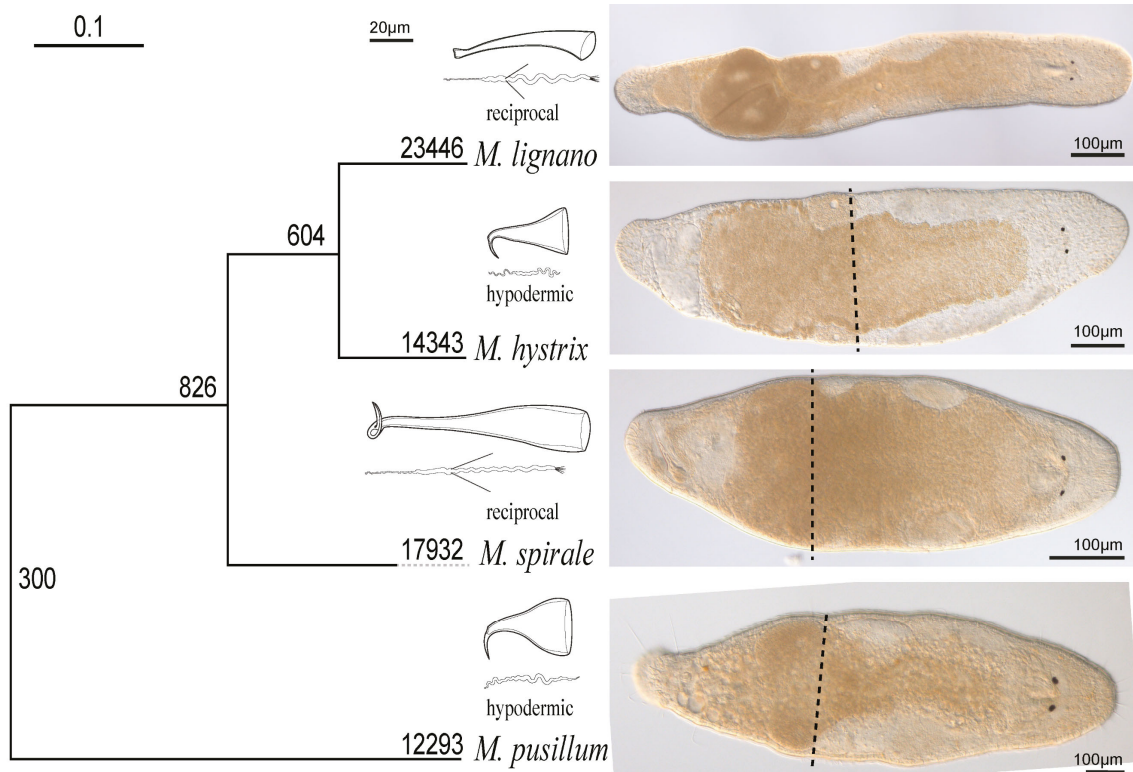 0.1
20µm
reciprocal
23446 M. lignano
100µm
604
hypodermic
14343 M. hystrix
100µm
826
reciprocal
17932 M. spirale
100µm
300
hypodermic
12293 M. pusillum
100µm